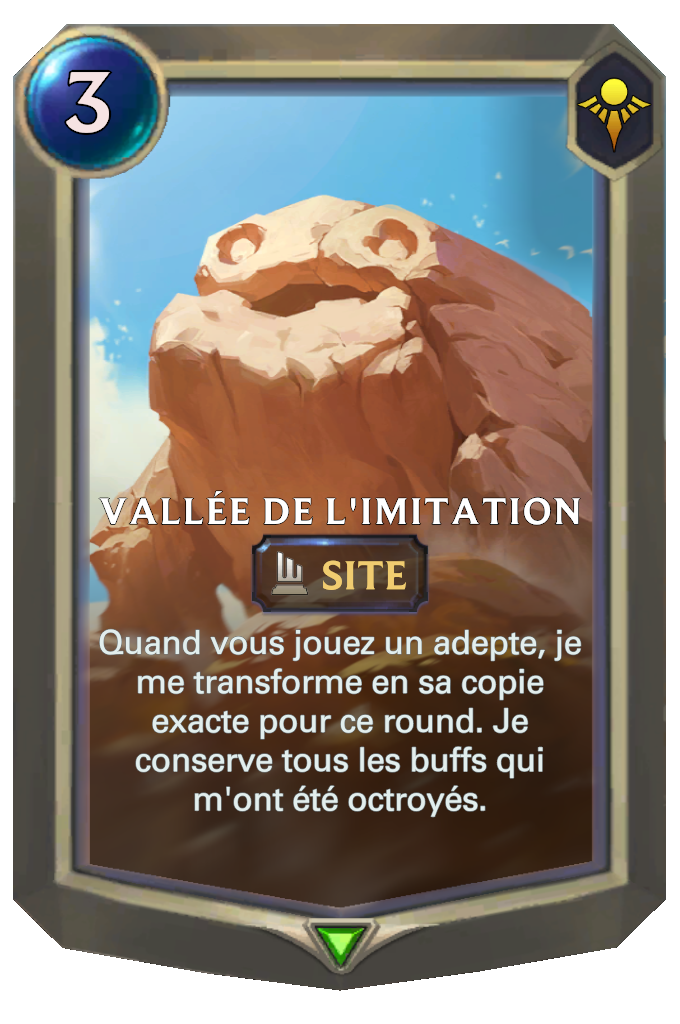 3
VALLÉE DE L'IMITATION
SITE
Quand vous jouez un adepte, je
me transforme en sa copie
exacte pour ce round. Je
conserve tous les buffs qui
m'ont été octroyés.